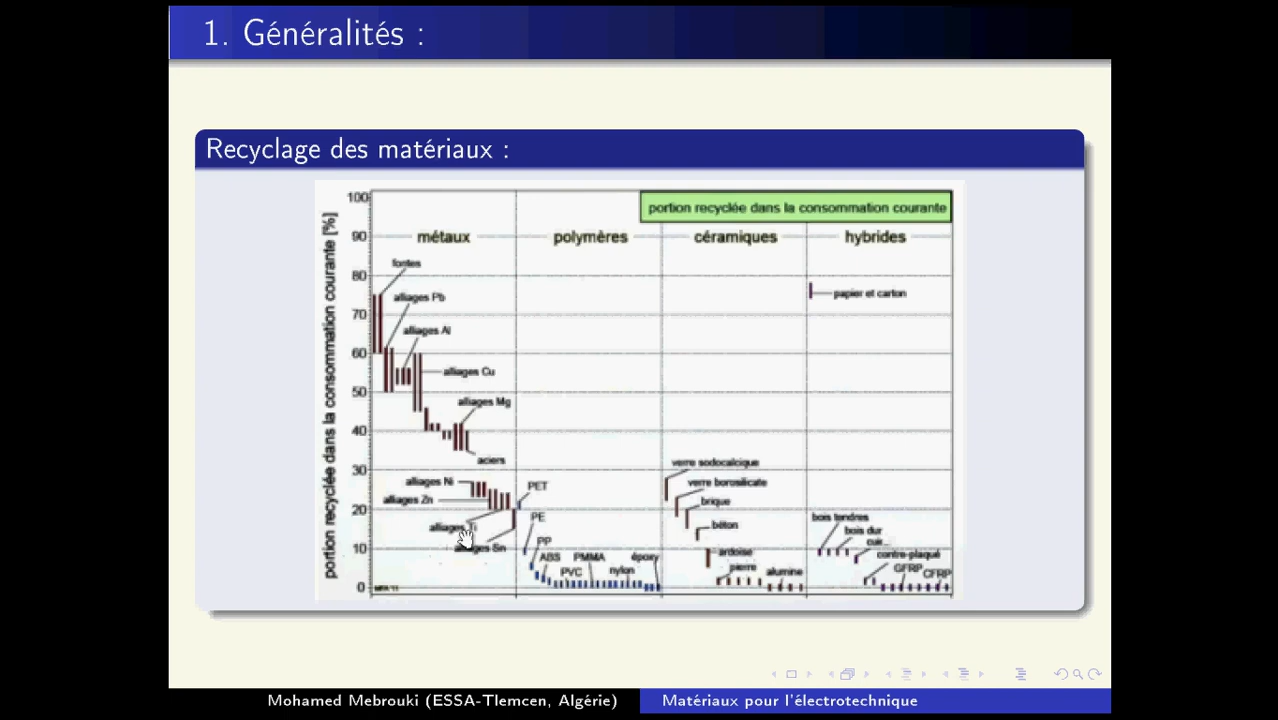 1. Généralités :
Recyclage des matériaux :
portion recyclée dans la consommation courante
portion recyclée dans la consommation courante [%]
100
90
80
70
60
50
40
30
20
10
0
métaux
polymères
céramiques
hybrides
fontes
alliages Pb
alliages Al
alliages Cu
alliages Mg
aciers
alliages Ni
alliages Zn
alliages Ti
alliages Sn
PET
PE
PP
ABS
PVC
PMMA
nylon
époxy
verre sodocalcique
verre borosilicate
brique
béton
ardoise
pierre
alumine
papier et carton
bois tendres
bois dur
cuir
contre-plaqué
GFRP
CFRP
Mohamed Mebrouki (ESSA-Tlemcen, Algérie)
Matériaux pour l'électrotechnique